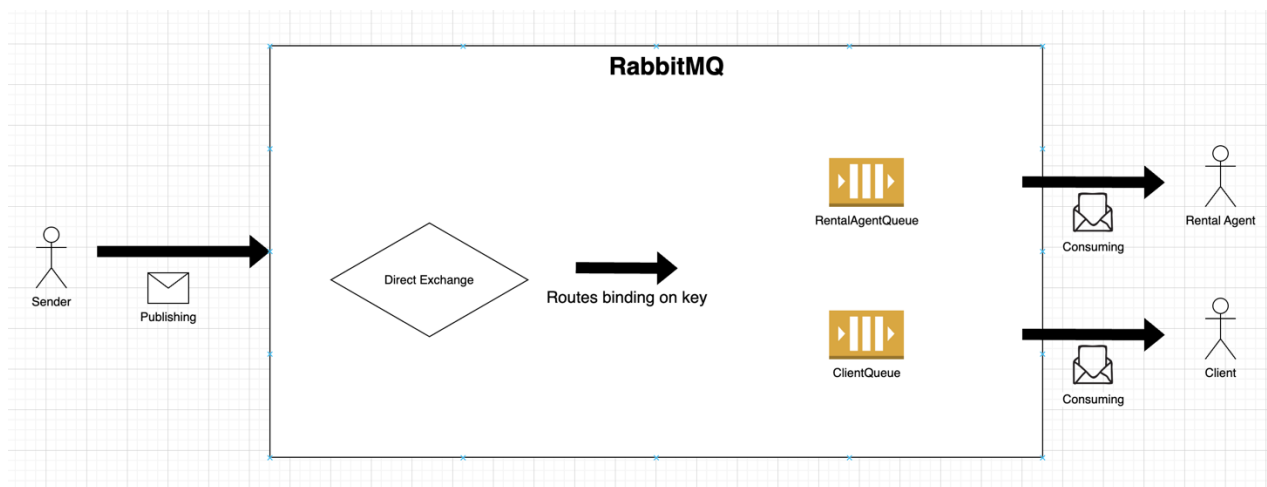 RabbitMQ
Sender
Publishing
Direct Exchange
Routes binding on key
RentalAgentQueue
ClientQueue
Consuming
Rental Agent
Consuming
Client